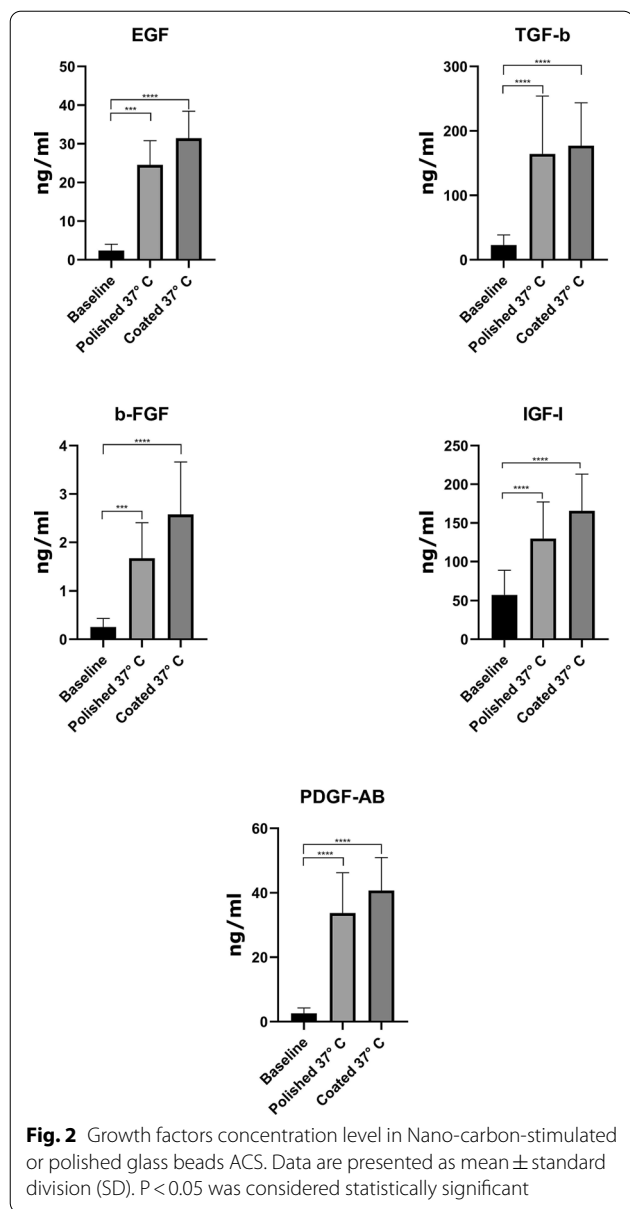 EGF
50
40
30
20
10
0
ng/ml
****
***
Baseline
Polished 37° C
Coated 37° C
TGF-b
300
200
100
0
ng/ml
****
****
Baseline
Polished 37° C
Coated 37° C
b-FGF
4
3
2
1
0
ng/ml
****
***
Baseline
Polished 37° C
Coated 37° C
IGF-I
250
200
150
100
50
0
ng/ml
****
****
Baseline
Polished 37° C
Coated 37° C
PDGF-AB
60
40
20
0
ng/ml
****
****
Baseline
Polished 37° C
Coated 37° C
Fig. 2 Growth factors concentration level in Nano-carbon-stimulated
or polished glass beads ACS. Data are presented as mean ± standard
division (SD). P < 0.05 was considered statistically significant